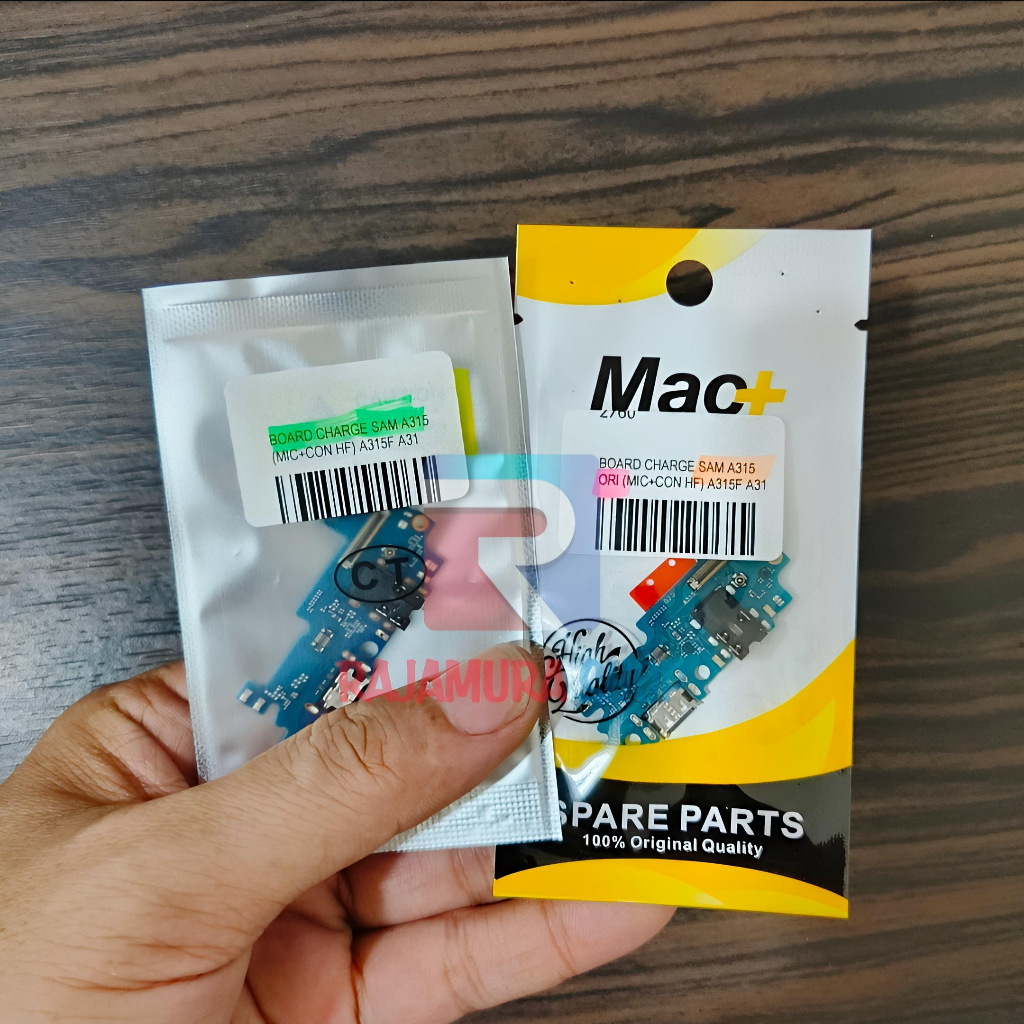 BOARD CHARGE SAM A315
(MIC+CON HF) A315F A31
CT
Mac+
2760
BOARD CHARGE SAM A315
ORI (MIC+CON HF) A315F A31
High
Quality
SPARE PARTS
100% Original Quality
R